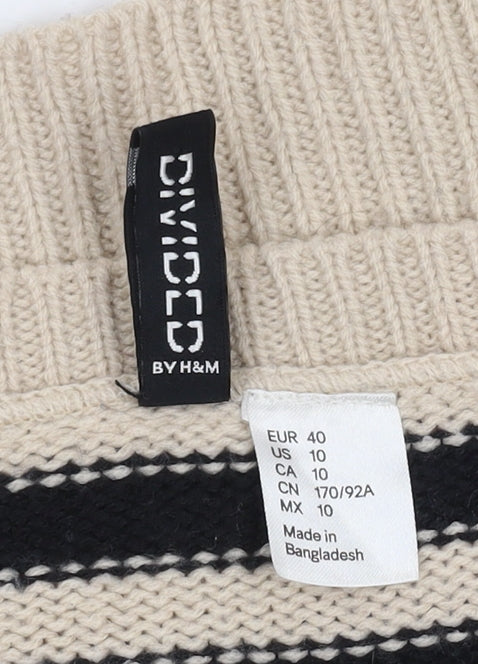 DIVIDED
BY H&M
EUR 40
US 10
CA 10
CN 170/92A
MX 10
Made in
Bangladesh